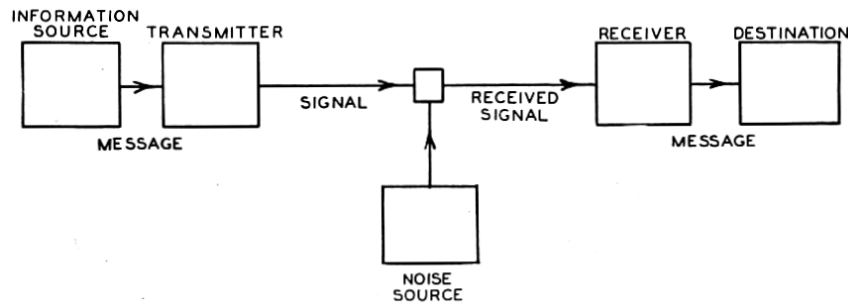 INFORMATION
SOURCE
TRANSMITTER
RECEIVER
DESTINATION
SIGNAL
RECEIVED
SIGNAL
MESSAGE
MESSAGE
NOISE
SOURCE